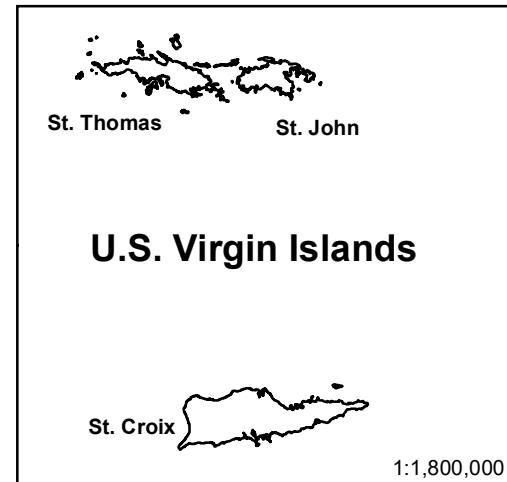 St. Thomas
St. John
U.S. Virgin Islands
St. Croix
1:1,800,000